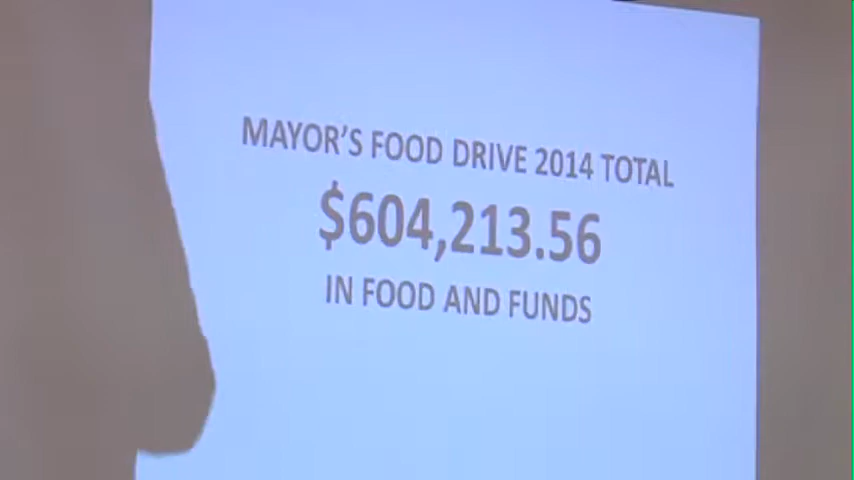 MAYOR'S FOOD DRIVE 2014 TOTAL
$604,213.56
IN FOOD AND FUNDS